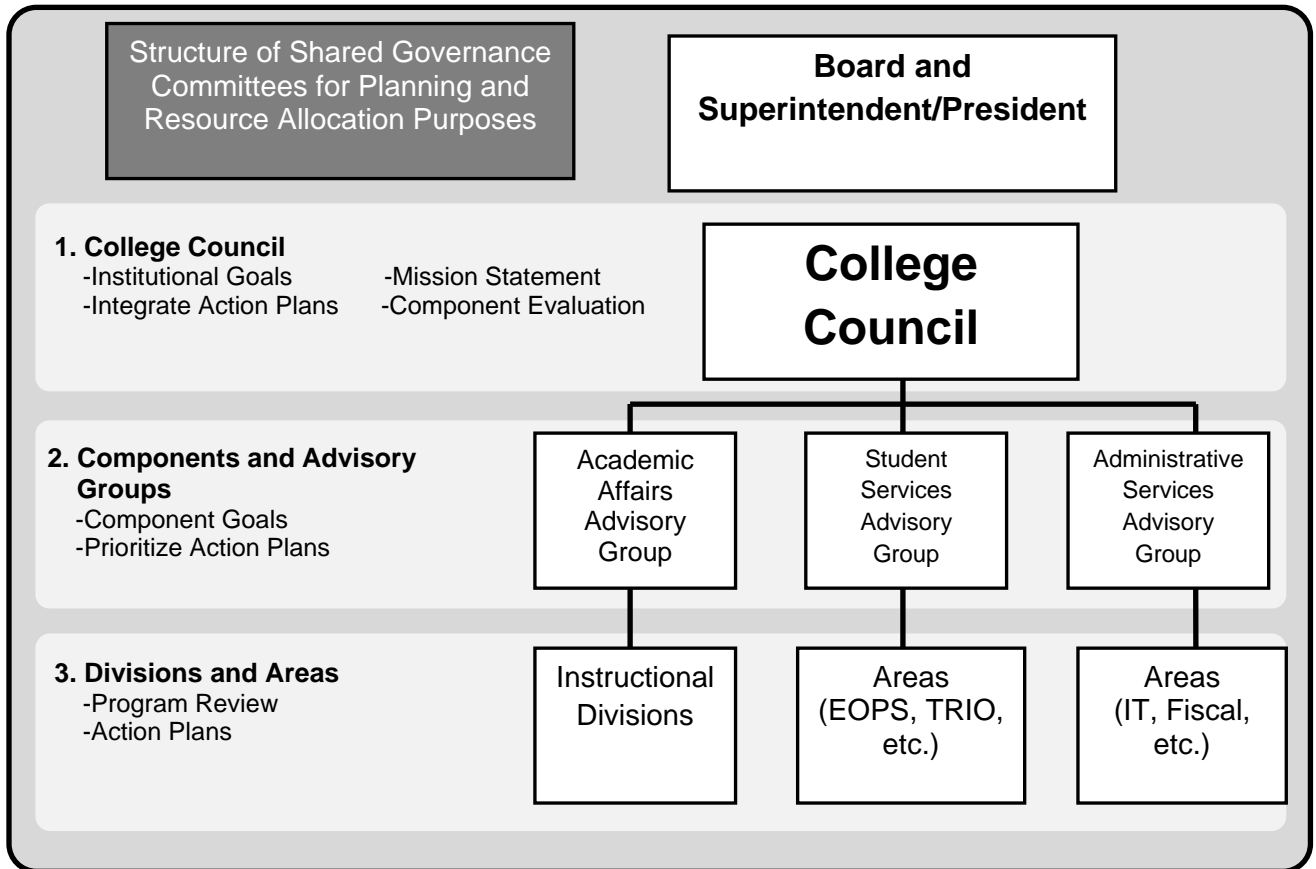 Structure of Shared Governance
Committees for Planning and
Resource Allocation Purposes
Board and
Superintendent/President
1. College Council
-Institutional Goals -Mission Statement
-Integrate Action Plans -Component Evaluation
College
Council
2. Components and Advisory
Groups
-Component Goals
-Prioritize Action Plans
Academic
Affairs
Advisory
Group
Student
Services
Advisory
Group
Administrative
Services
Advisory
Group
3. Divisions and Areas
-Program Review
-Action Plans
Instructional
Divisions
Areas
(EOPS, TRIO,
etc.)
Areas
(IT, Fiscal,
etc.)